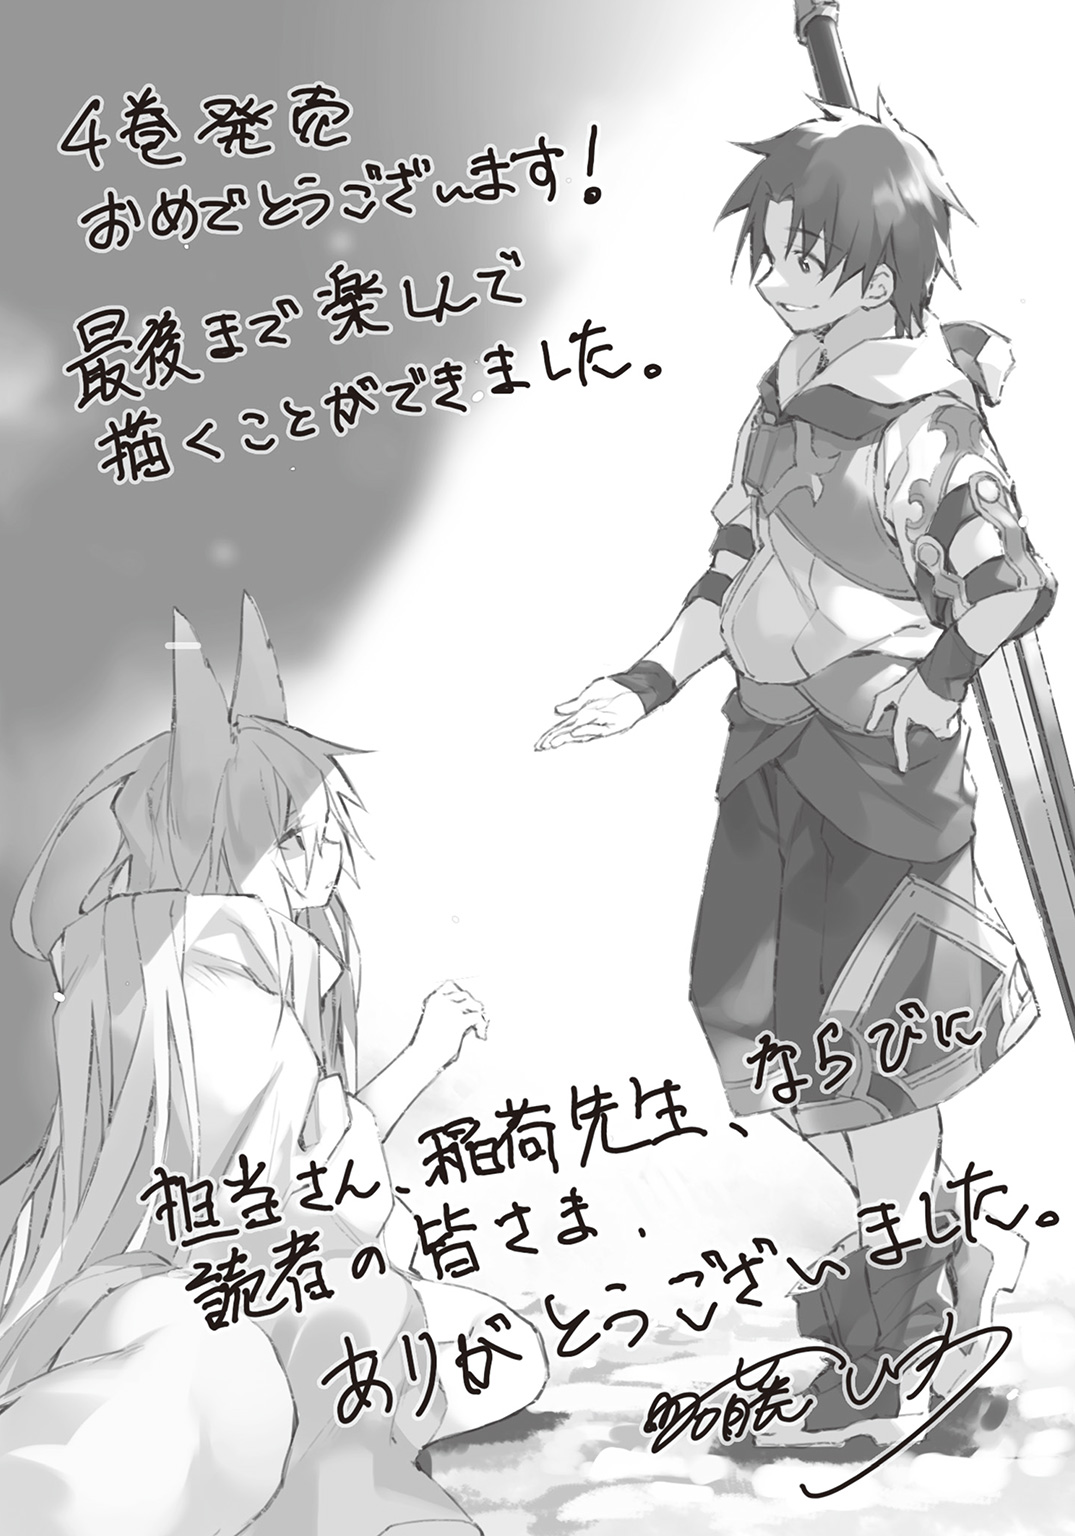 4巻発売
おめでとうございます!
最後まで楽しんで
描くことができました。
担当さん、稲荷先生、ならびに
読者の皆さま、
ありがとうございました。